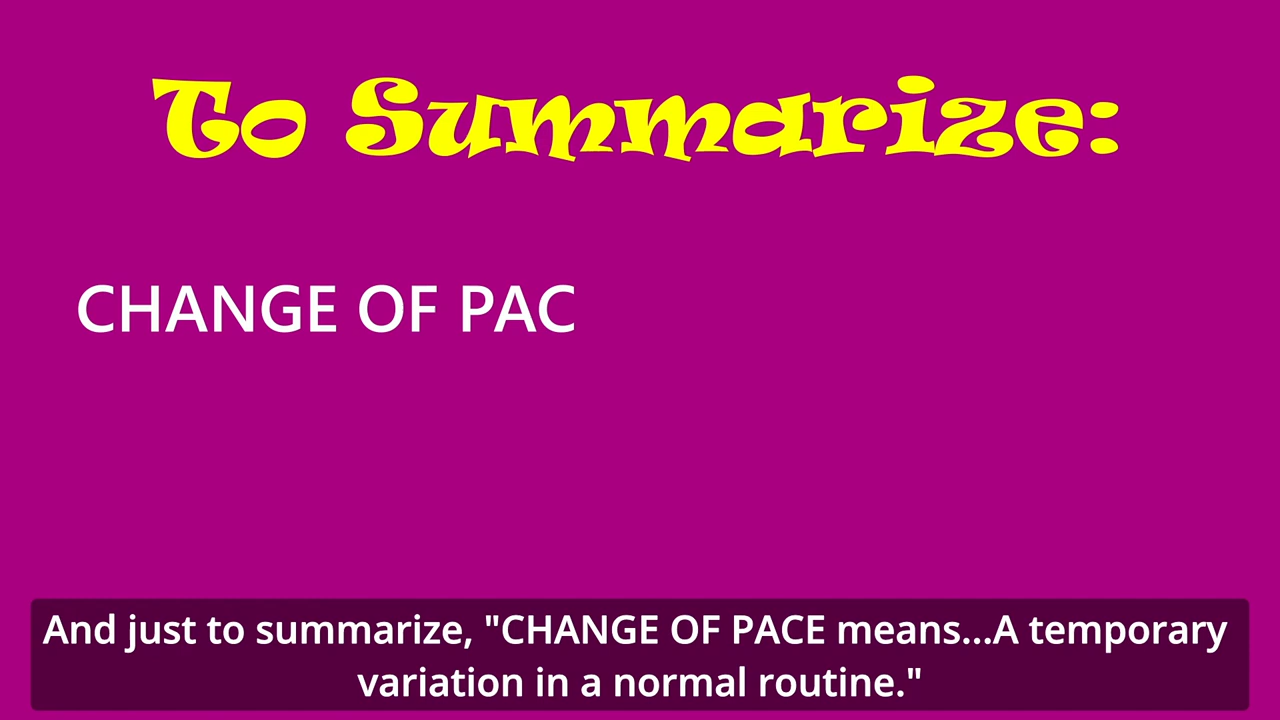 To Summarize:
CHANGE OF PAC
And just to summarize, "CHANGE OF PACE means...A temporary
variation in a normal routine."